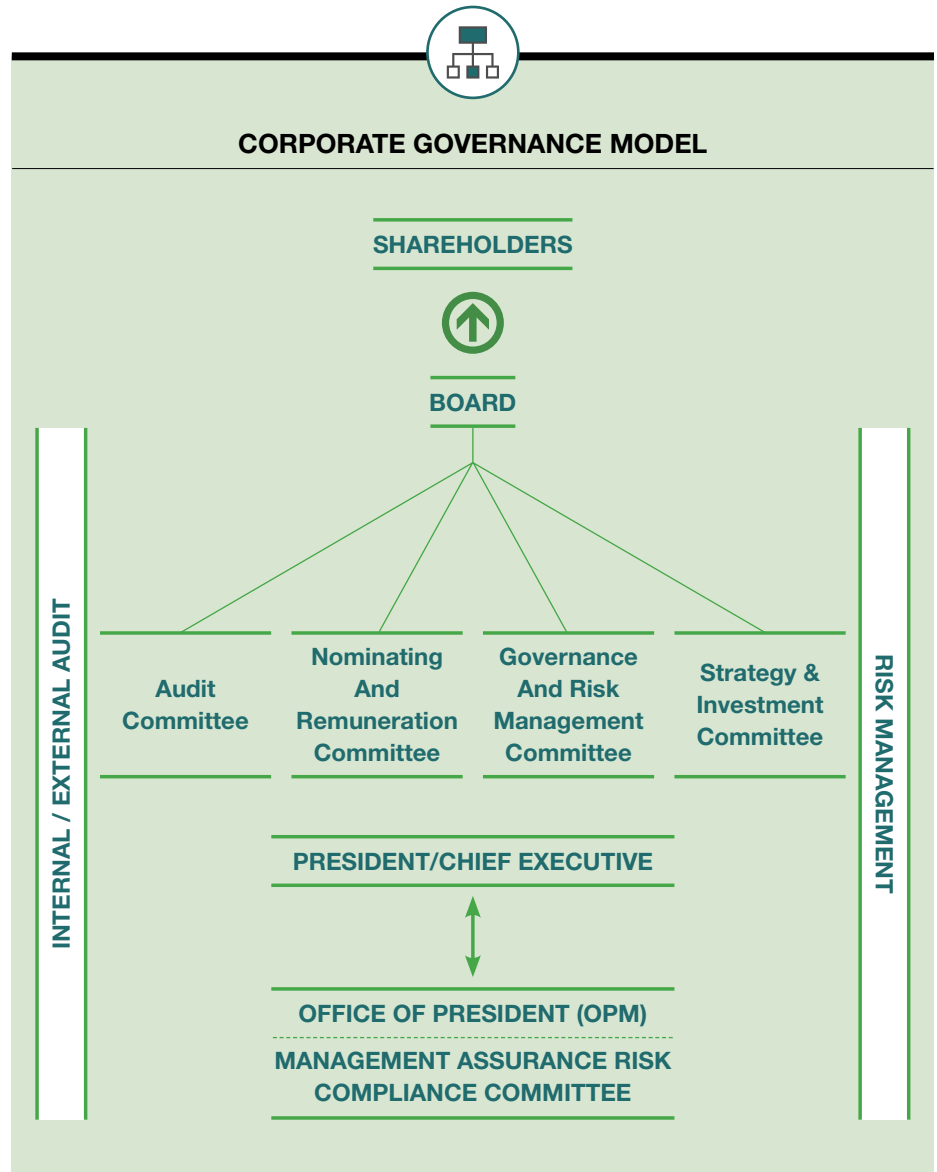 CORPORATE GOVERNANCE MODEL
SHAREHOLDERS
BOARD
INTERNAL / EXTERNAL AUDIT
Audit
Committee
Nominating
And
Remuneration
Committee
Governance
And Risk
Management
Committee
Strategy &
Investment
Committee
RISK MANAGEMENT
PRESIDENT/CHIEF EXECUTIVE
OFFICE OF PRESIDENT (OPM)
MANAGEMENT ASSURANCE RISK
COMPLIANCE COMMITTEE